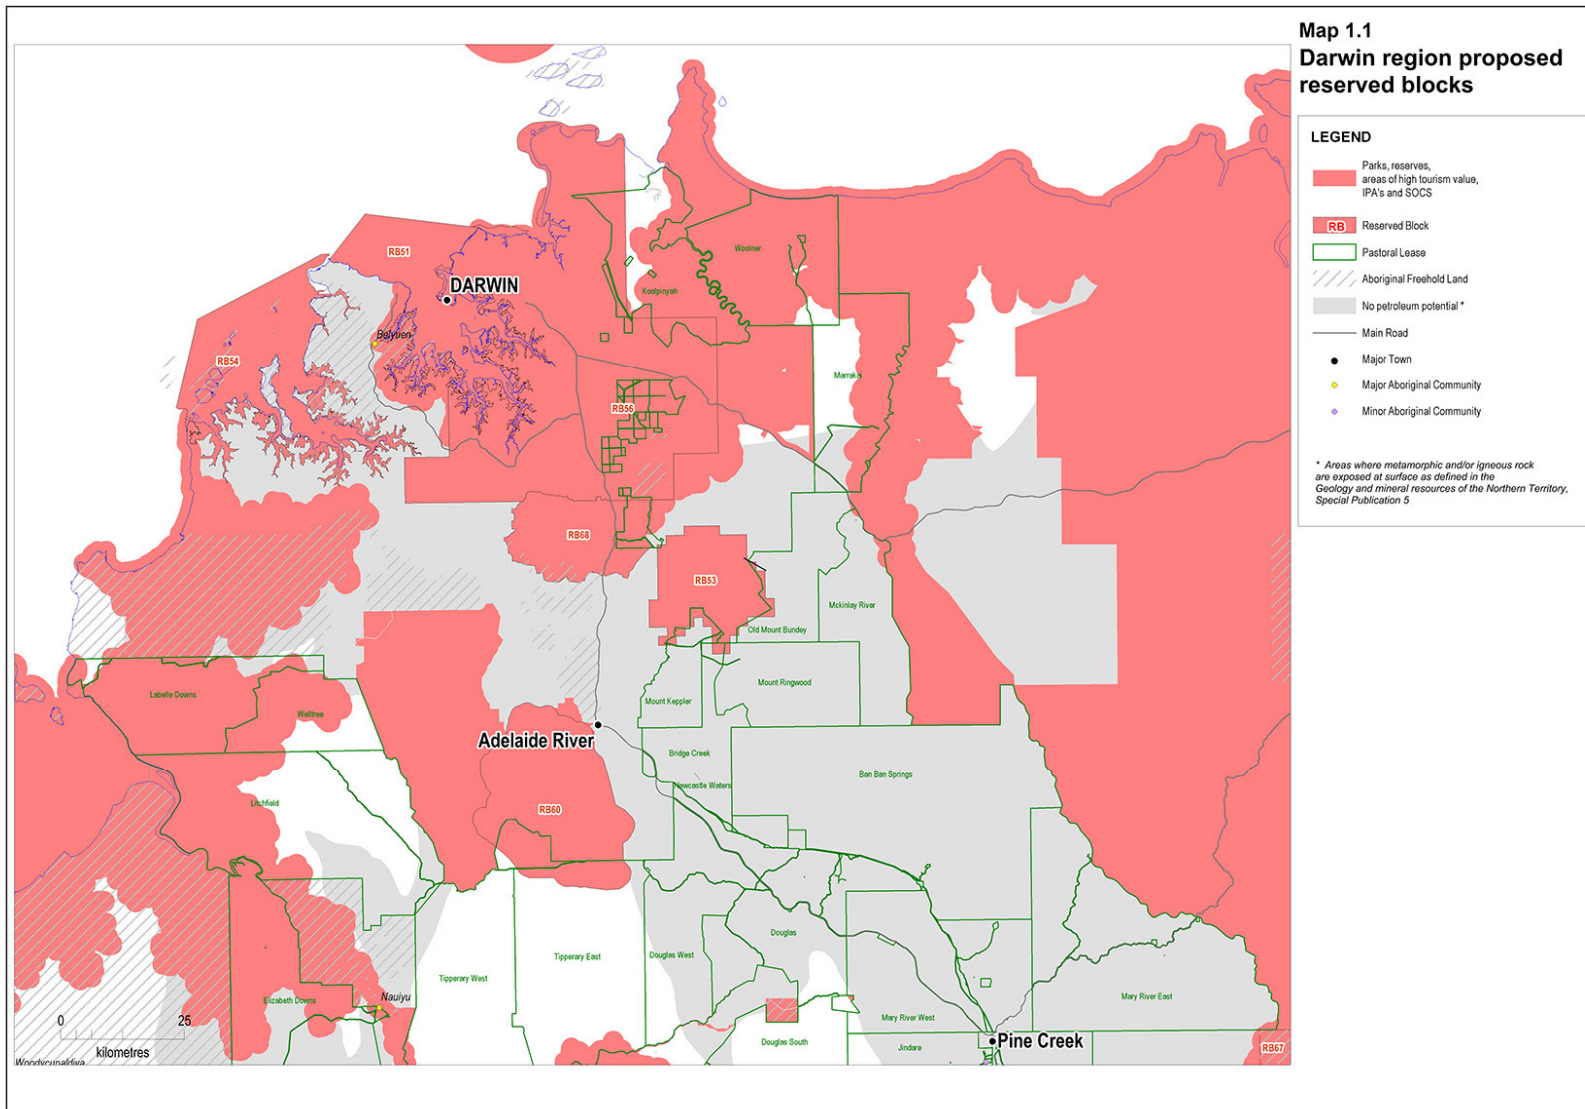 Map 1.1
Darwin region proposed
reserved blocks
LEGEND
Parks, reserves,
areas of high tourism value,
IPA's and SOCS
RB
Reserved Block
Pastoral Lease
Aboriginal Freehold Land
No petroleum potential *
Main Road
Major Town
Major Aboriginal Community
Minor Aboriginal Community
* Areas where metamorphic and/or igneous rock
are exposed at surface as defined in the
Geology and mineral resources of the Northern Territory,
Special Publication 5
RB51
Woolner
DARWIN
Koolpinyah
Belyuen
RB54
Marrakai
RB56
RB68
RB53
Mckinlay River
Old Mount Bundey
Mount Ringwood
Labelle Downs
Mount Keppler
Welltree
Adelaide River
Bridge Creek
Ban Ban Springs
Newcastle Waters
Litchfield
RB60
Douglas
Douglas West
Tipperary East
Tipperary West
Nauiyu
Elizabeth Downs
Mary River East
Mary River West
0
25
kilometres
Douglas South
Pine Creek
Jindare
RB67